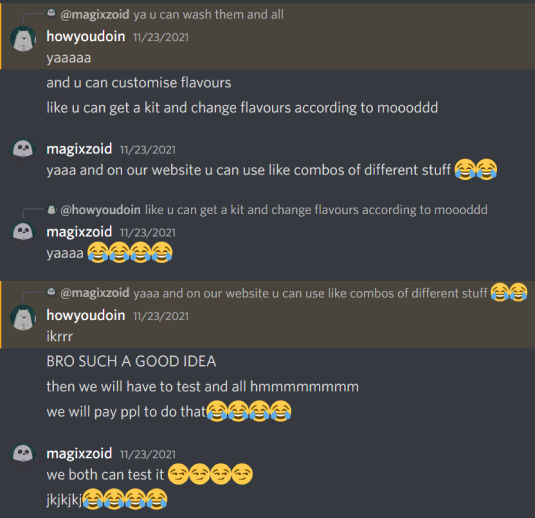 @magixzoid ya u can wash them and all
howyoudoin 11/23/2021
yaaaaa
and u can customise flavours
like u can get a kit and change flavours according to moooddd
magixzoid 11/23/2021
yaaa and on our website u can use like combos of different stuff 😂😂
@howyoudoin like u can get a kit and change flavours according to moooddd
magixzoid 11/23/2021
yaaaa 😂😂😂😂
@magixzoid yaaa and on our website u can use like combos of different stuff 😂😂
howyoudoin 11/23/2021
ikrrr
BRO SUCH A GOOD IDEA
then we will have to test and all hmmmmmmmmm
we will pay ppl to do that😂😂😂😂
magixzoid 11/23/2021
we both can test it 😏😏😏😏
jkjkjkj😂😂😂😂